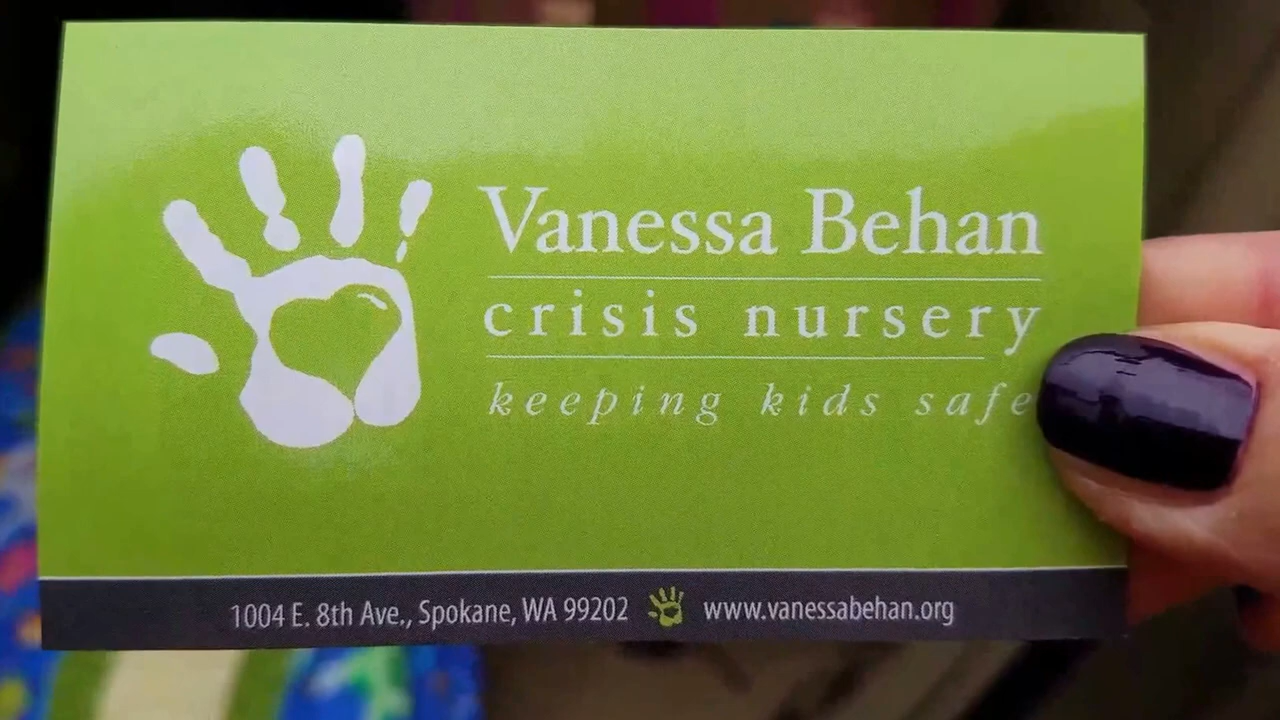 Vanessa Behan
crisis nursery
keeping kids safe
1004 E. 8th Ave., Spokane, WA 99202 www.vanessabehan.org